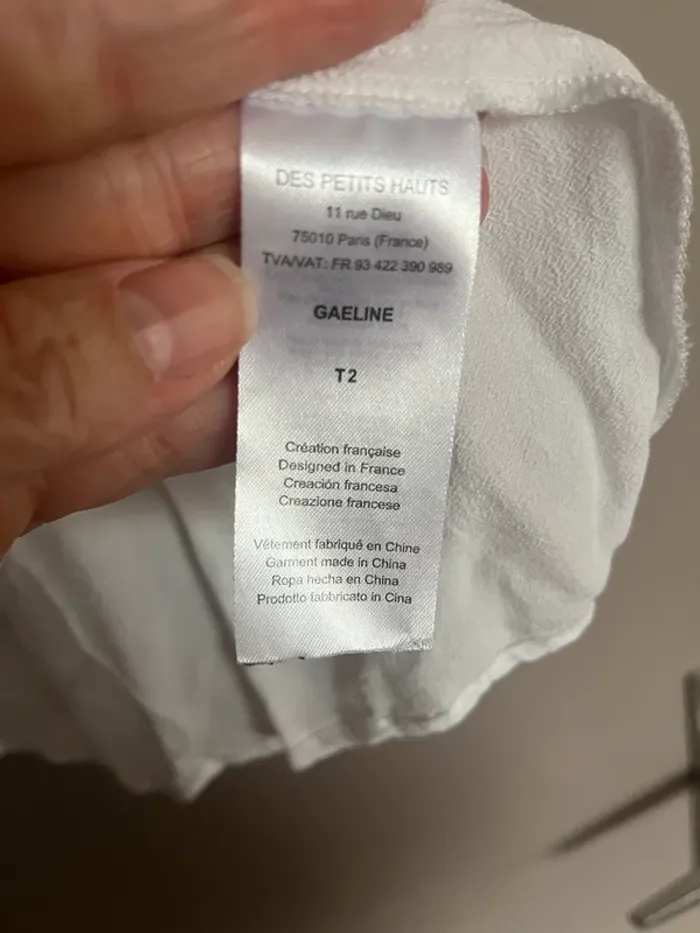 DES PETITS HAUTS
11 rue Dieu
75010 Paris (France)
TVA/VAT: FR 93 422 390 989
GAELINE
T2
Création française
Designed in France
Creación francesa
Creazione francese
Vêtement fabriqué en Chine
Garment made in China
Ropa hecha en China
Prodotto fabbricato in Cina